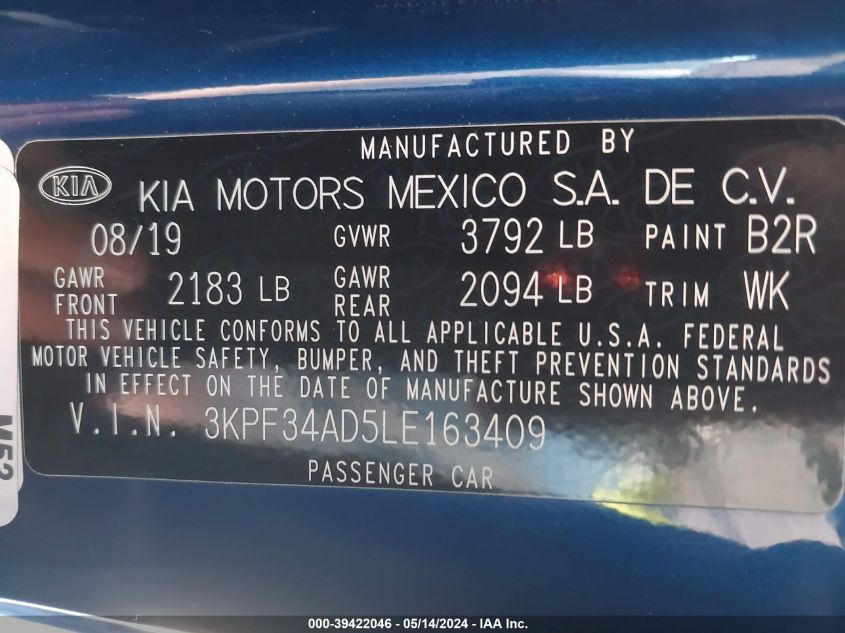 MANUFACTURED BY
KIA KIA MOTORS MEXICO S.A. DE C.V.
08/19 GVWR 3792 LB PAINT B2R
GAWR FRONT 2183 LB GAWR REAR 2094 LB TRIM WK
THIS VEHICLE CONFORMS TO ALL APPLICABLE U.S.A. FEDERAL
MOTOR VEHICLE SAFETY, BUMPER, AND THEFT PREVENTION STANDARDS
IN EFFECT ON THE DATE OF MANUFACTURE SHOWN ABOVE.
V.I.N. 3KPF34AD5LE163409
PASSENGER CAR
000-39422046 - 05/14/2024 - IAA Inc.